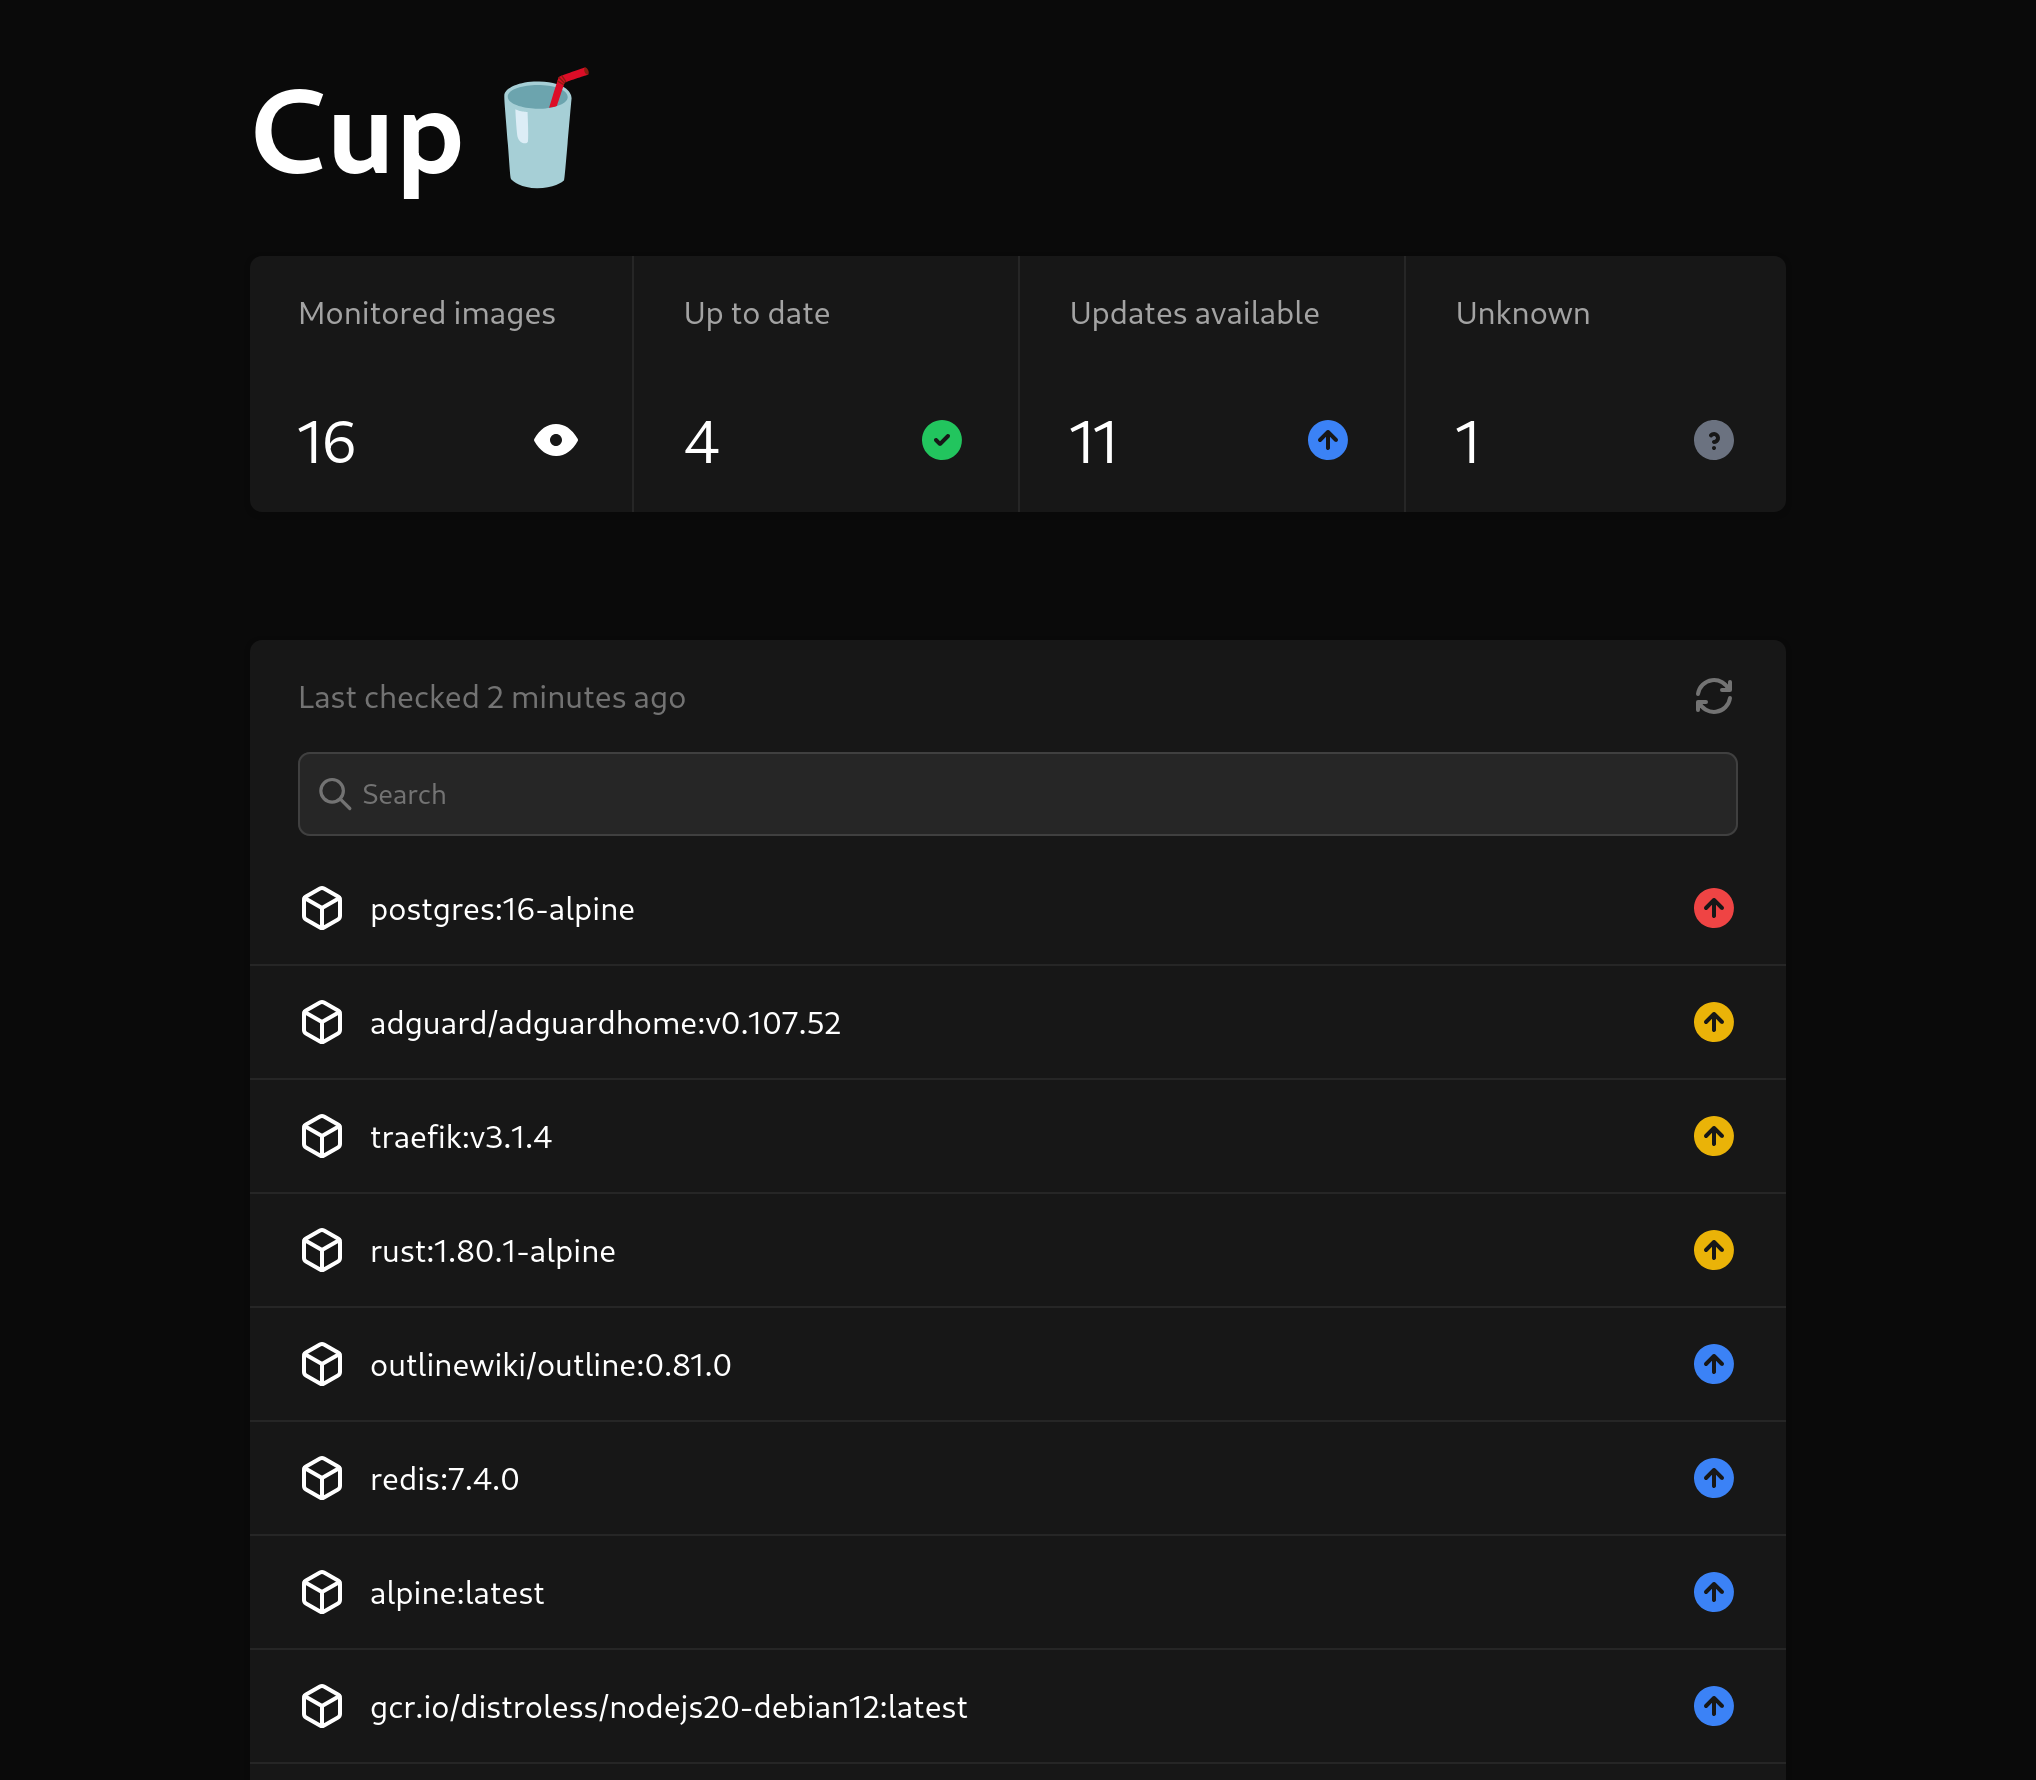 Cup
Monitored images
Up to date
Updates available
Unknown
16
4
11
1
?
Last checked 2 minutes ago
Search
postgres:16-alpine
adguard/adguardhome:v0.107.52
traefik:v3.1.4
rust:1.80.1-alpine
outlinewiki/outline:0.81.0
redis:7.4.0
alpine:latest
gcr.io/distroless/nodejs20-debian12:latest